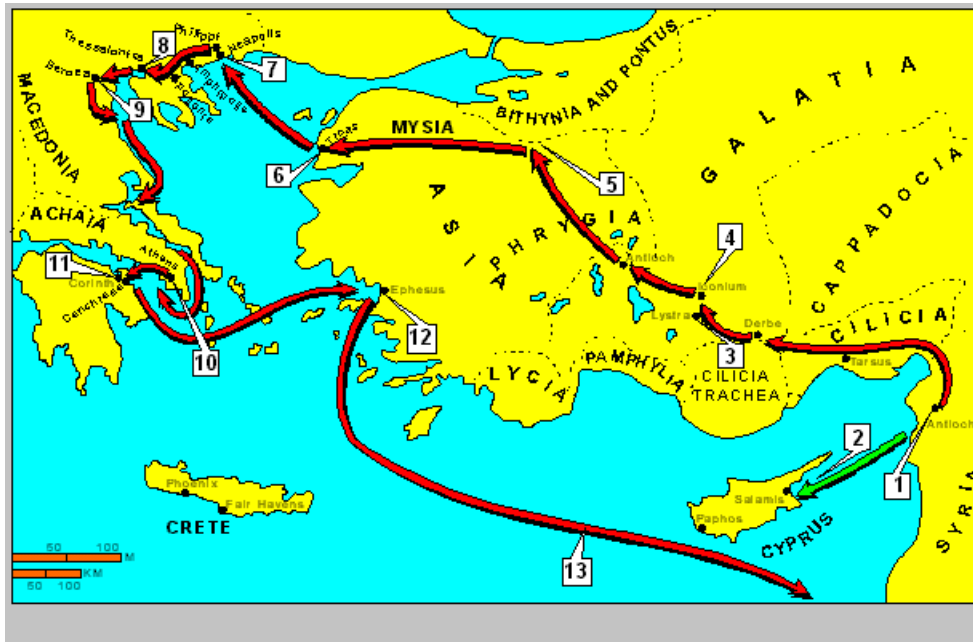 Philippi
Neapolis
8
Thessalonica
7
Beroea
Amphipolis
Apollonia
9
MACEDONIA
BITHYNIA AND PONTUS
GALATIA
MYSIA
Troas
6
5
CAPPADOCIA
ASIA
PHRYGIA
4
ACHAIA
Athens
11
Corinth
Cenchreae
Antioch
Iconium
Ephesus
Lystra
Derbe
CILICIA
10
12
3
Tarsus
LYCIA
PAMPHYLIA
CILICIA
TRACHEA
Antioch
2
1
SYRIA
Phoenix
Fair Havens
CRETE
Salamis
Paphos
CYPRUS
50 100
M
KM
50 100
13